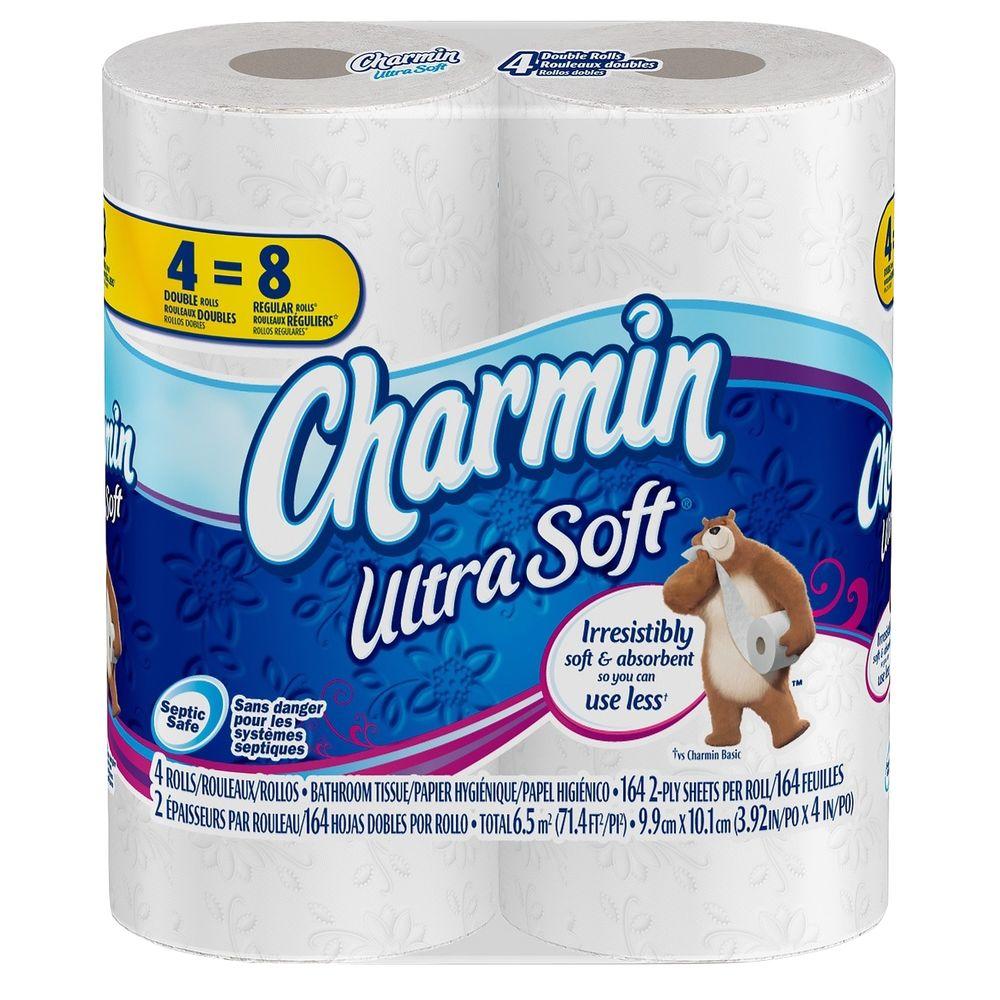 Charmin
Ultra Soft
4 Double Rolls
Rouleaux doubles
Rollos dobles
4 = 8
DOUBLE ROLLS
ROULEAUX DOUBLES
ROLLOS DOBLES
REGULAR ROLLS*
ROULEAUX RÉGULIERS*
ROLLOS REGULARES*
Charmin
Ultra Soft®
Irresistibly
soft & absorbent
so you can
use less†
TM
†vs Charmin Basic
Septic
Safe
Sans danger
pour les
systèmes
septiques
4 ROLLS/ROULEAUX/ROLLOS • BATHROOM TISSUE/PAPIER HYGIÉNIQUE/PAPEL HIGIÉNICO • 164 2-PLY SHEETS PER ROLL/164 FEUILLES
2 ÉPAISSEURS PAR ROULEAU/164 HOJAS DOBLES POR ROLLO • TOTAL 6.5 m² (71.4 FT²/PI²) • 9.9 cm X 10.1 cm (3.92 IN/PO X 4 IN/PO)